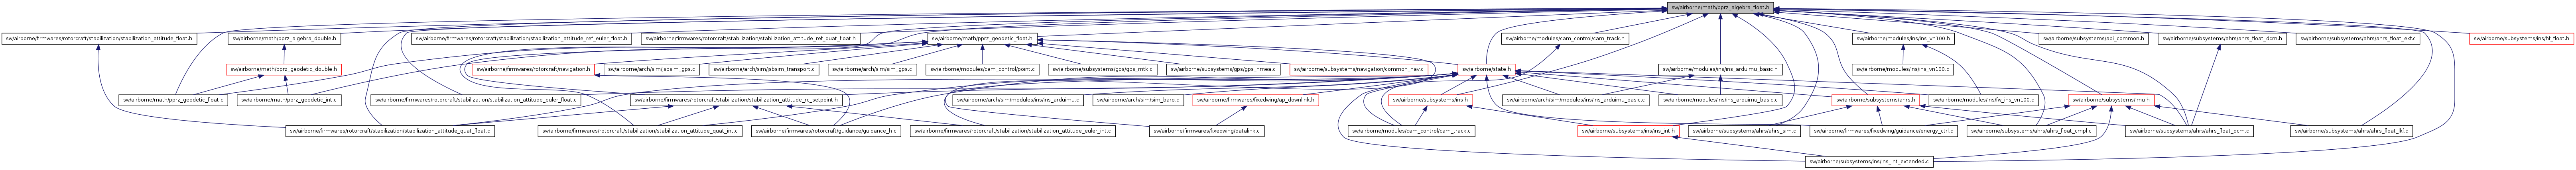 sw/airborne/math/pprz_algebra_float.h
sw/airborne/firmwares/rotorcraft/stabilization/stabilization_attitude_float.h
sw/airborne/math/pprz_algebra_double.h
sw/airborne/firmwares/rotorcraft/stabilization/stabilization_attitude_ref_euler_float.h
sw/airborne/firmwares/rotorcraft/stabilization/stabilization_attitude_ref_quat_float.h
sw/airborne/math/pprz_geodetic_float.h
sw/airborne/modules/cam_control/cam_track.h
sw/airborne/modules/ins/ins_vn100.h
sw/airborne/subsystems/abi_common.h
sw/airborne/subsystems/ahrs/ahrs_float_dcm.h
sw/airborne/subsystems/ahrs/ahrs_float_ekf.c
sw/airborne/subsystems/ins/hf_float.h
sw/airborne/math/pprz_geodetic_double.h
sw/airborne/firmwares/rotorcraft/navigation.h
sw/airborne/arch/sim/jsbsim_gps.c
sw/airborne/arch/sim/jsbsim_transport.c
sw/airborne/arch/sim/sim_gps.c
sw/airborne/modules/cam_control/point.c
sw/airborne/subsystems/gps/gps_mtk.c
sw/airborne/subsystems/gps/gps_nmea.c
sw/airborne/subsystems/navigation/common_nav.c
sw/airborne/state.h
sw/airborne/modules/ins/ins_arduimu_basic.h
sw/airborne/modules/ins/ins_vn100.c
sw/airborne/math/pprz_geodetic_float.c
sw/airborne/math/pprz_geodetic_int.c
sw/airborne/firmwares/rotorcraft/stabilization/stabilization_attitude_euler_float.c
sw/airborne/firmwares/rotorcraft/stabilization/stabilization_attitude_rc_setpoint.h
sw/airborne/arch/sim/modules/ins/ins_arduimu.c
sw/airborne/arch/sim/sim_baro.c
sw/airborne/firmwares/fixedwing/ap_downlink.h
sw/airborne/subsystems/ins.h
sw/airborne/arch/sim/modules/ins/ins_arduimu_basic.c
sw/airborne/modules/ins/ins_arduimu_basic.c
sw/airborne/subsystems/ahrs.h
sw/airborne/modules/ins/fw_ins_vn100.c
sw/airborne/subsystems/imu.h
sw/airborne/firmwares/rotorcraft/stabilization/stabilization_attitude_quat_float.c
sw/airborne/firmwares/rotorcraft/stabilization/stabilization_attitude_quat_int.c
sw/airborne/firmwares/rotorcraft/guidance/guidance_h.c
sw/airborne/firmwares/rotorcraft/stabilization/stabilization_attitude_euler_int.c
sw/airborne/firmwares/fixedwing/datalink.c
sw/airborne/modules/cam_control/cam_track.c
sw/airborne/subsystems/ins/ins_int.h
sw/airborne/subsystems/ahrs/ahrs_sim.c
sw/airborne/firmwares/fixedwing/guidance/energy_ctrl.c
sw/airborne/subsystems/ahrs/ahrs_float_cmpl.c
sw/airborne/subsystems/ahrs/ahrs_float_dcm.c
sw/airborne/subsystems/ahrs/ahrs_float_lkf.c
sw/airborne/subsystems/ins/ins_int_extended.c